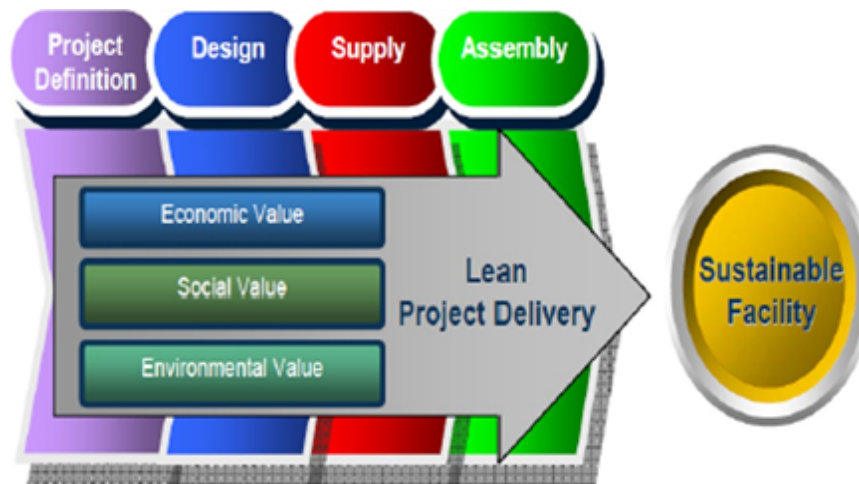 Project
Definition
Design
Supply
Assembly
Economic Value
Social Value
Environmental Value
Lean
Project Delivery
Sustainable
Facility